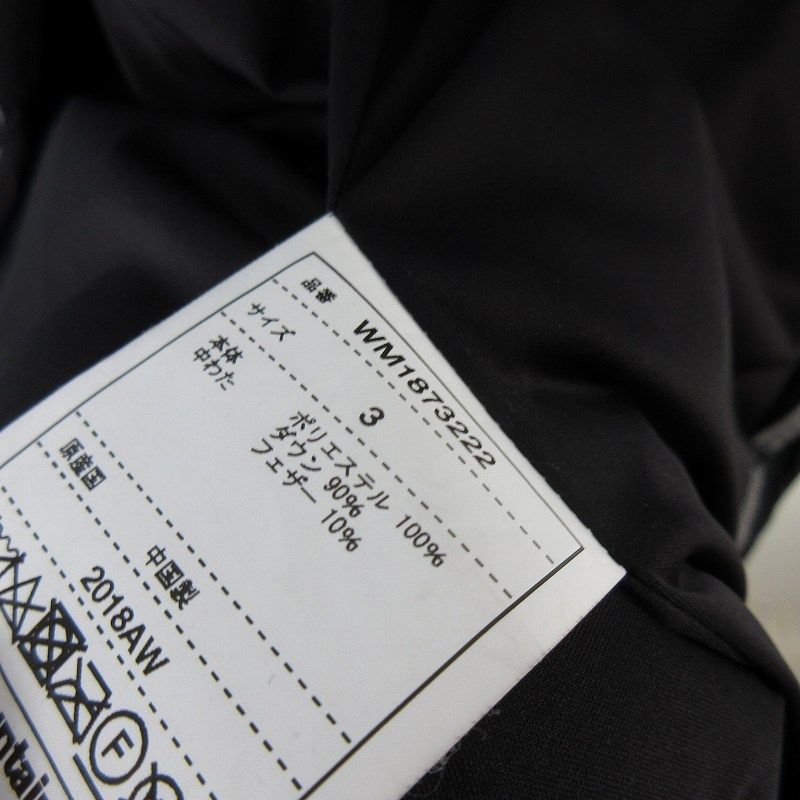 品番 WM1873222
サイズ 3
本体 ポリエステル 100%
中わた ダウン 90%
フェザー 10%
原産国 中国製
2018AW
F